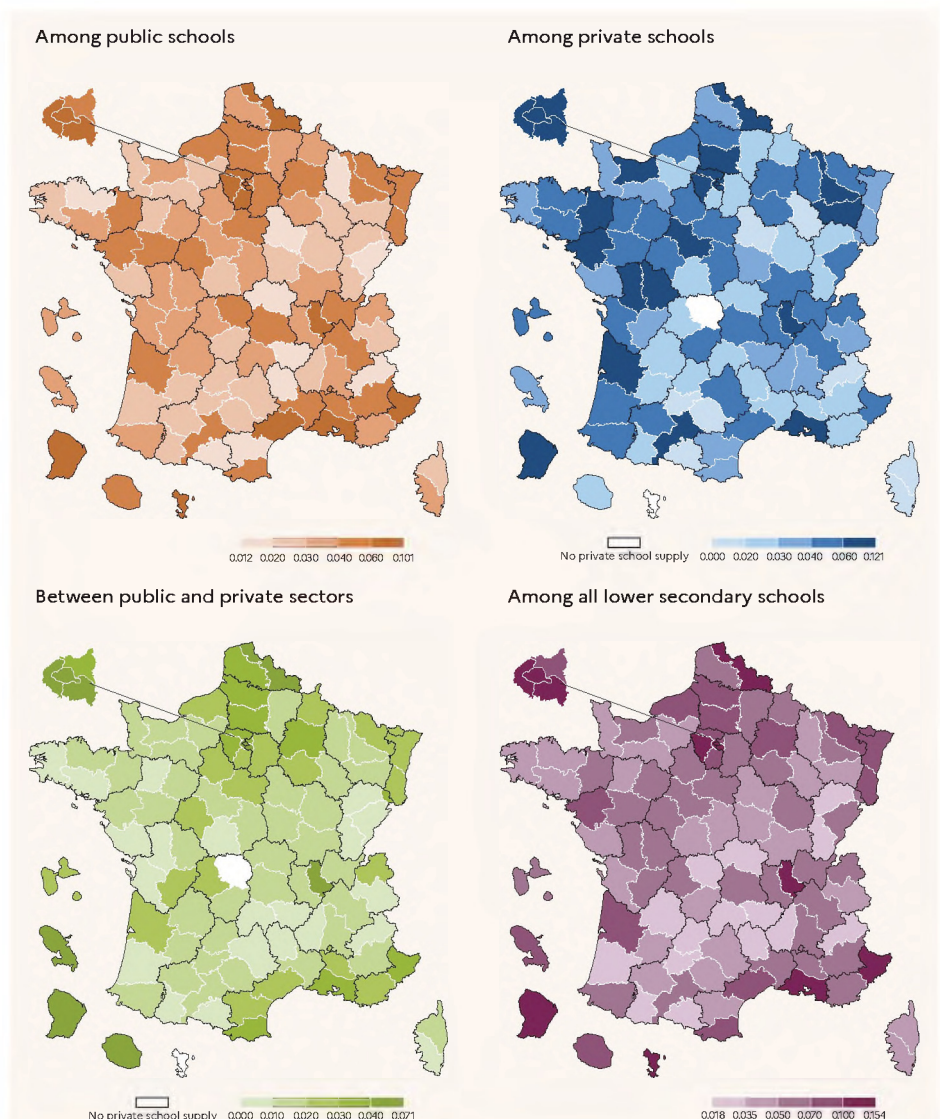 Among public schools
Among private schools
0.012 0.020 0.030 0.040 0.060 0.101
No private school supply 0.000 0.020 0.030 0.040 0.060 0.121
Between public and private sectors
Among all lower secondary schools
No private school supply 0.000 0.010 0.020 0.030 0.040 0.071
0.018 0.035 0.050 0.070 0.100 0.154